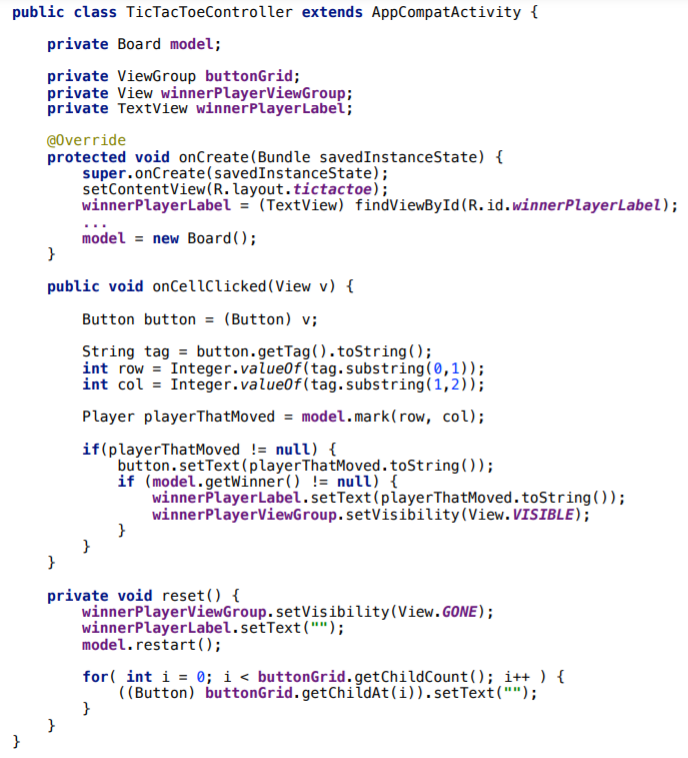 public class TicTacToeController extends AppCompatActivity {
private Board model;
private ViewGroup buttonGrid;
private View winnerPlayerViewGroup;
private TextView winnerPlayerLabel;
@Override
protected void onCreate(Bundle savedInstanceState) {
super.onCreate(savedInstanceState);
setContentView(R.layout.tictactoe);
winnerPlayerLabel = (TextView) findViewById(R.id.winnerPlayerLabel);
...
model = new Board();
}
public void onCellClicked(View v) {
Button button = (Button) v;
String tag = button.getTag().toString();
int row = Integer.valueOf(tag.substring(0,1));
int col = Integer.valueOf(tag.substring(1,2));
Player playerThatMoved = model.mark(row, col);
if(playerThatMoved != null) {
button.setText(playerThatMoved.toString());
if (model.getWinner() != null) {
winnerPlayerLabel.setText(playerThatMoved.toString());
winnerPlayerViewGroup.setVisibility(View.VISIBLE);
}
}
}
private void reset() {
winnerPlayerViewGroup.setVisibility(View.GONE);
winnerPlayerLabel.setText("");
model.restart();
for( int i = 0; i < buttonGrid.getChildCount(); i++ ) {
((Button) buttonGrid.getChildAt(i)).setText("");
}
}
}